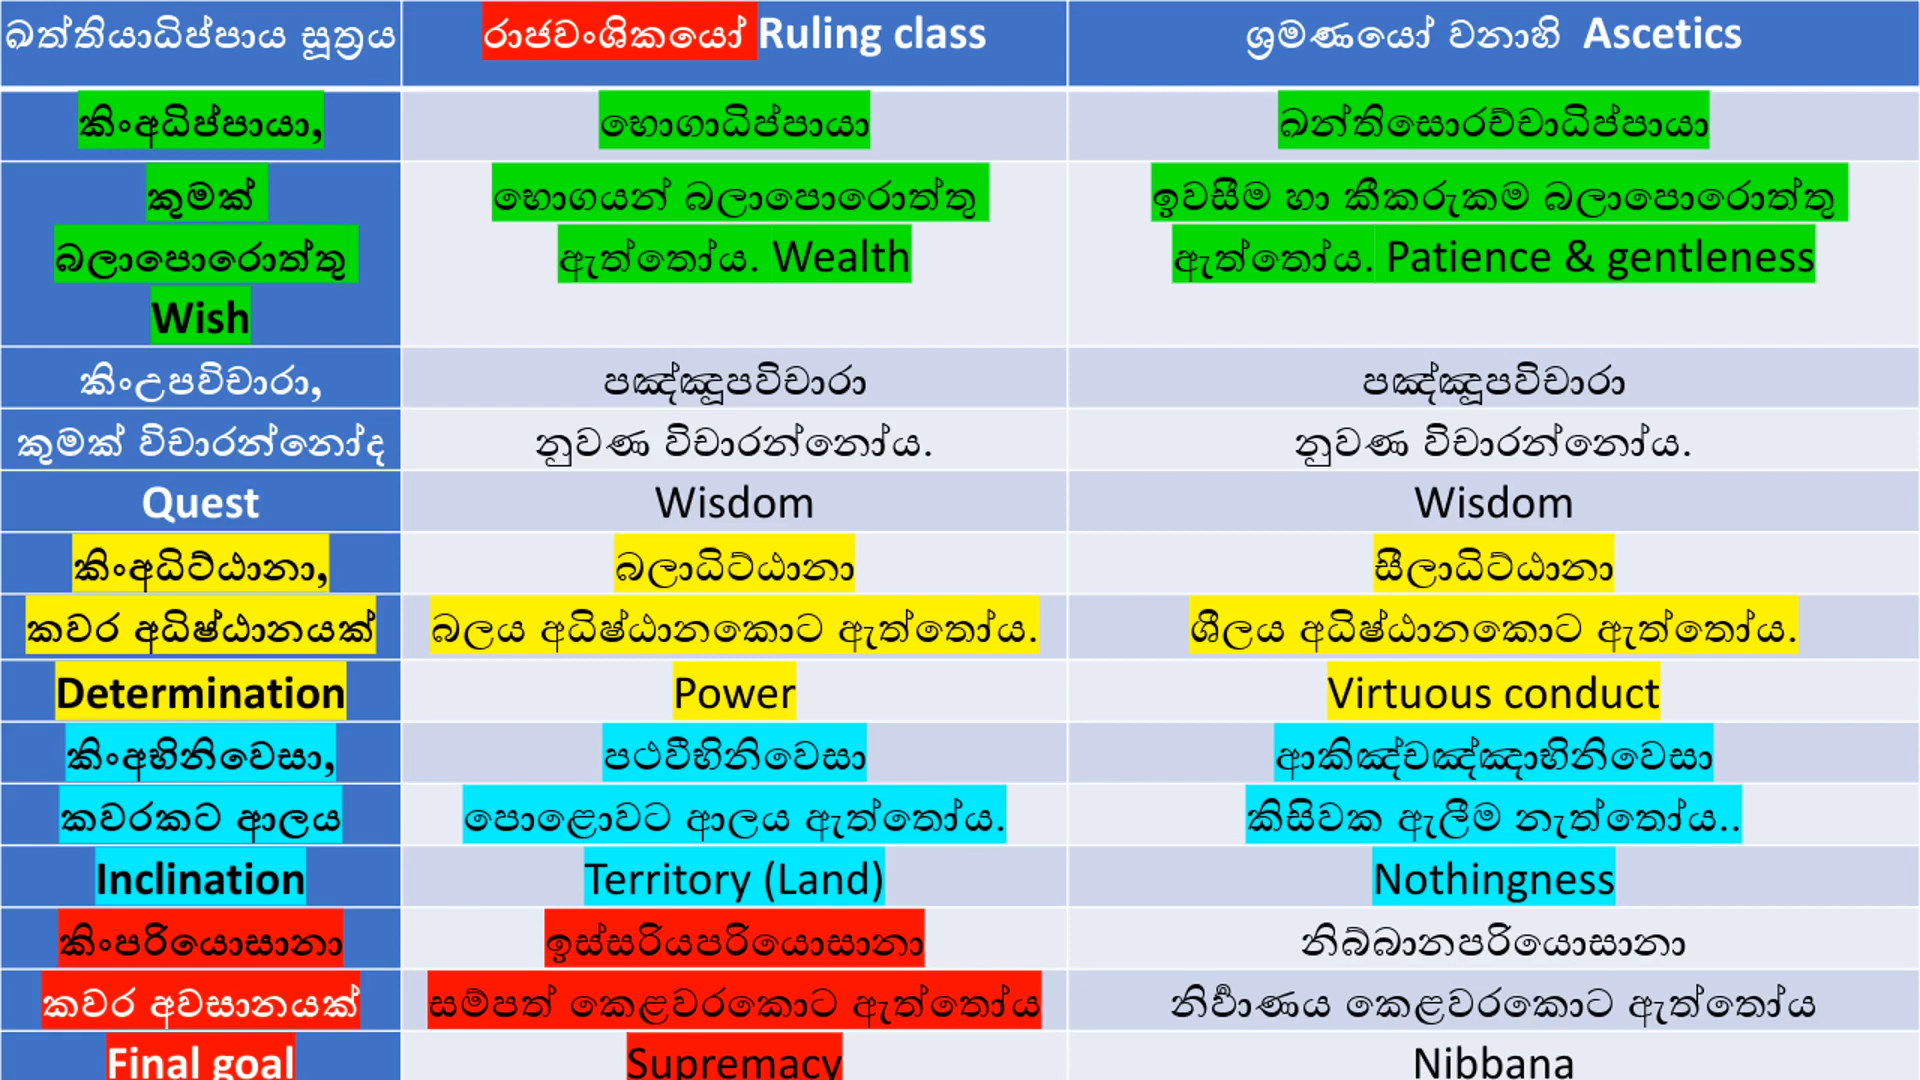 ඛත්තියාධිප්පාය සූත්‍රය
රාජවංශිකයෝ Ruling class
ශ්‍රමණයෝ වනාහි Ascetics
කිංඅධිප්පායා,
භොගාධිප්පායා
ඛන්තිසොරච්චාධිප්පායා
කුමක්
බලාපොරොත්තු
Wish
භොගයන් බලාපොරොත්තු
ඇත්තෝය. Wealth
ඉවසීම හා කීකරුකම බලාපොරොත්තු
ඇත්තෝය. Patience & gentleness
කිංඋපවිචාරා,
පඤ්ඤූපවිචාරා
පඤ්ඤූපවිචාරා
කුමක් විචාරන්නෝද
නුවණ විචාරන්නෝය.
නුවණ විචාරන්නෝය.
Quest
Wisdom
Wisdom
කිංඅධිට්ඨානා,
බලාධිට්ඨානා
සීලාධිට්ඨානා
කවර අධිෂ්ඨානයක්
බලය අධිෂ්ඨානකොට ඇත්තෝය.
ශීලය අධිෂ්ඨානකොට ඇත්තෝය.
Determination
Power
Virtuous conduct
කිංඅභිනිවෙසා,
පථවීභිනිවෙසා
ආකිඤ්චඤ්ඤාභිනිවෙසා
කවරකට ආලය
පොළොවට ආලය ඇත්තෝය.
කිසිවක ඇලීම නැත්තෝය..
Inclination
Territory (Land)
Nothingness
කිංපරියොසානා
ඉස්සරියපරියොසානා
නිබ්බානපරියොසානා
කවර අවසානයක්
සම්පත් කෙළවරකොට ඇත්තෝය
නිර්‍වාණය කෙළවරකොට ඇත්තෝය
Final goal
Supremacy
Nibbana